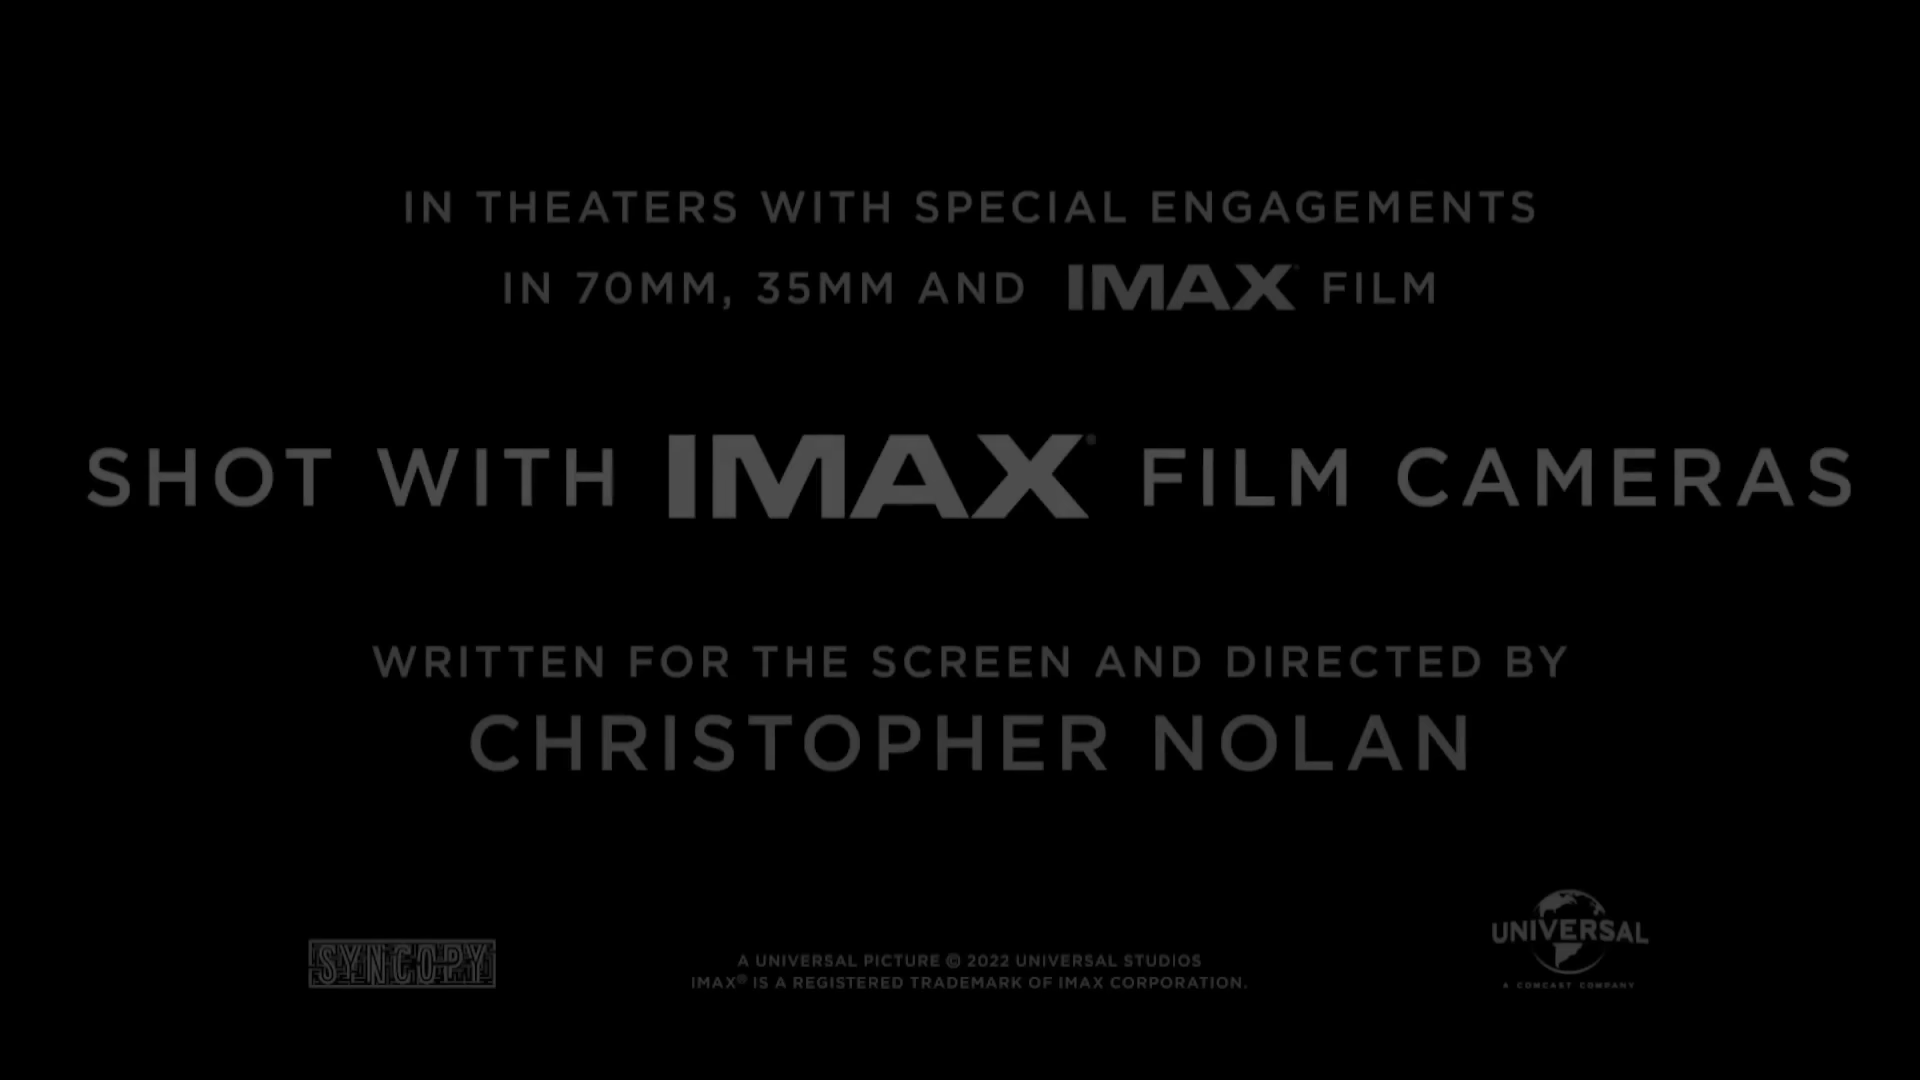 IN THEATERS WITH SPECIAL ENGAGEMENTS
IN 70MM, 35MM AND IMAX® FILM
SHOT WITH IMAX® FILM CAMERAS
WRITTEN FOR THE SCREEN AND DIRECTED BY
CHRISTOPHER NOLAN
SYNCOPY
A UNIVERSAL PICTURE © 2022 UNIVERSAL STUDIOS
IMAX® IS A REGISTERED TRADEMARK OF IMAX CORPORATION.
UNIVERSAL
A COMCAST COMPANY